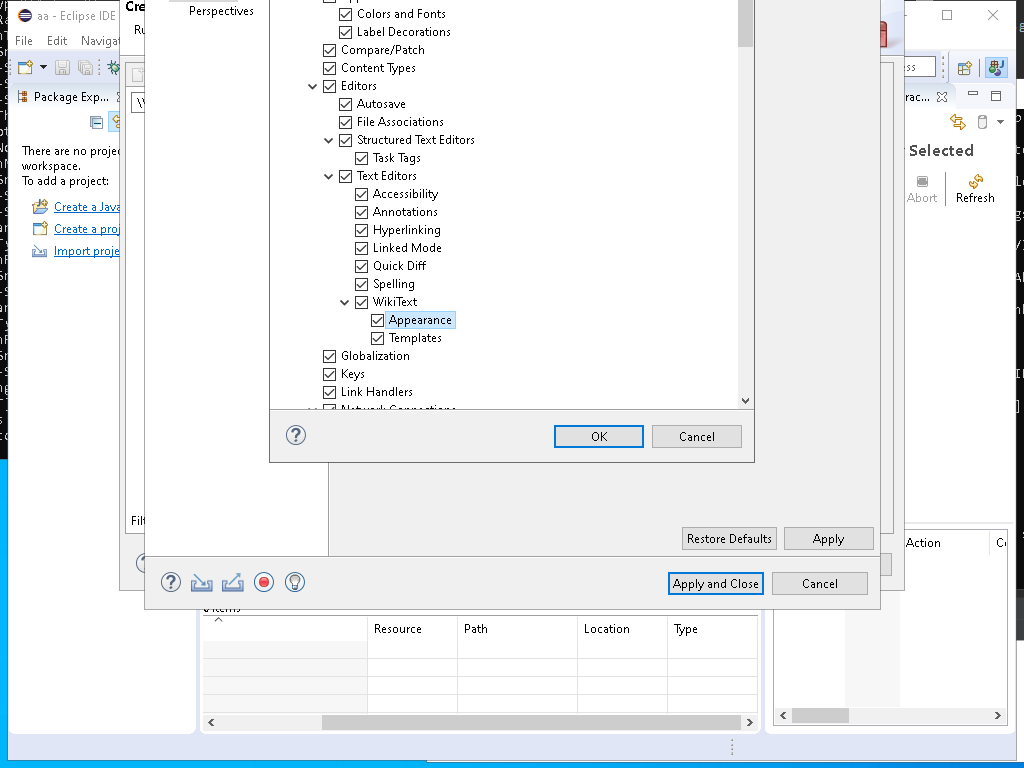 aa - Eclipse IDE
Cre
Perspectives
File Edit Navigat
Ru
Package Exp...
There are no projec
workspace.
To add a project:
Create a Java
Create a proj
Import proje
Colors and Fonts
Label Decorations
Compare/Patch
Content Types
Editors
Autosave
File Associations
Structured Text Editors
Task Tags
Text Editors
Accessibility
Annotations
Hyperlinking
Linked Mode
Quick Diff
Spelling
WikiText
Appearance
Templates
Globalization
Keys
Link Handlers
Network Connections
OK Cancel
ess
rac...
Selected
Abort Refresh
Filt
Restore Defaults Apply
Apply and Close Cancel
Action
Items
Resource Path Location Type